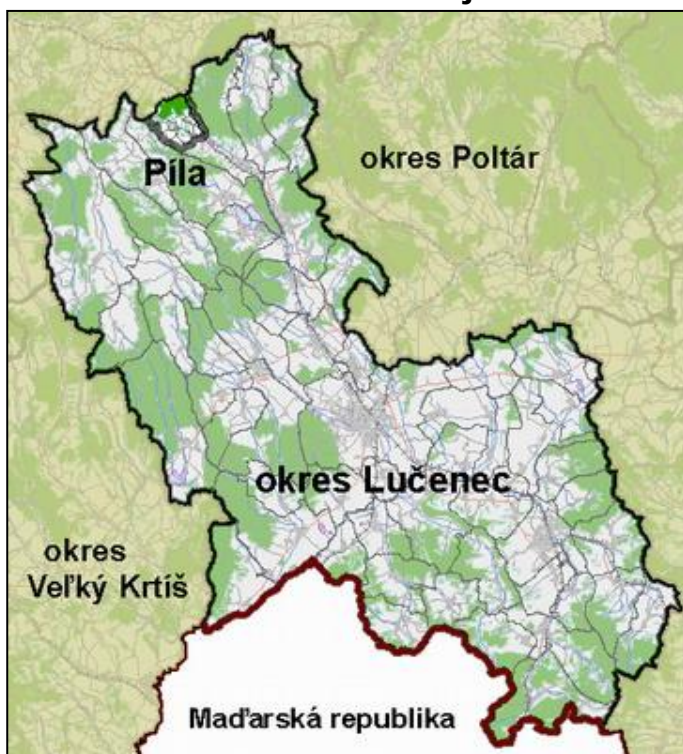 okres Poltár
Píla
okres Lučenec
okres
Veľký Krtíš
Maďarská republika